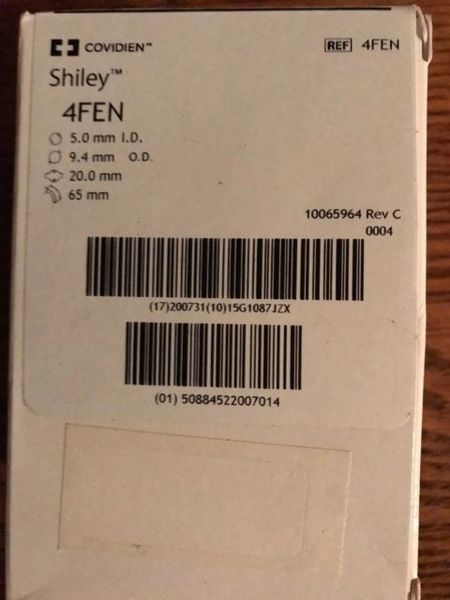 COVIDIEN™
REF 4FEN
Shiley™
4FEN
5.0 mm I.D.
9.4 mm O.D.
20.0 mm
65 mm
10065964 Rev C
0004
(17)200731(10)15G1087JZX
(01) 50884522007014